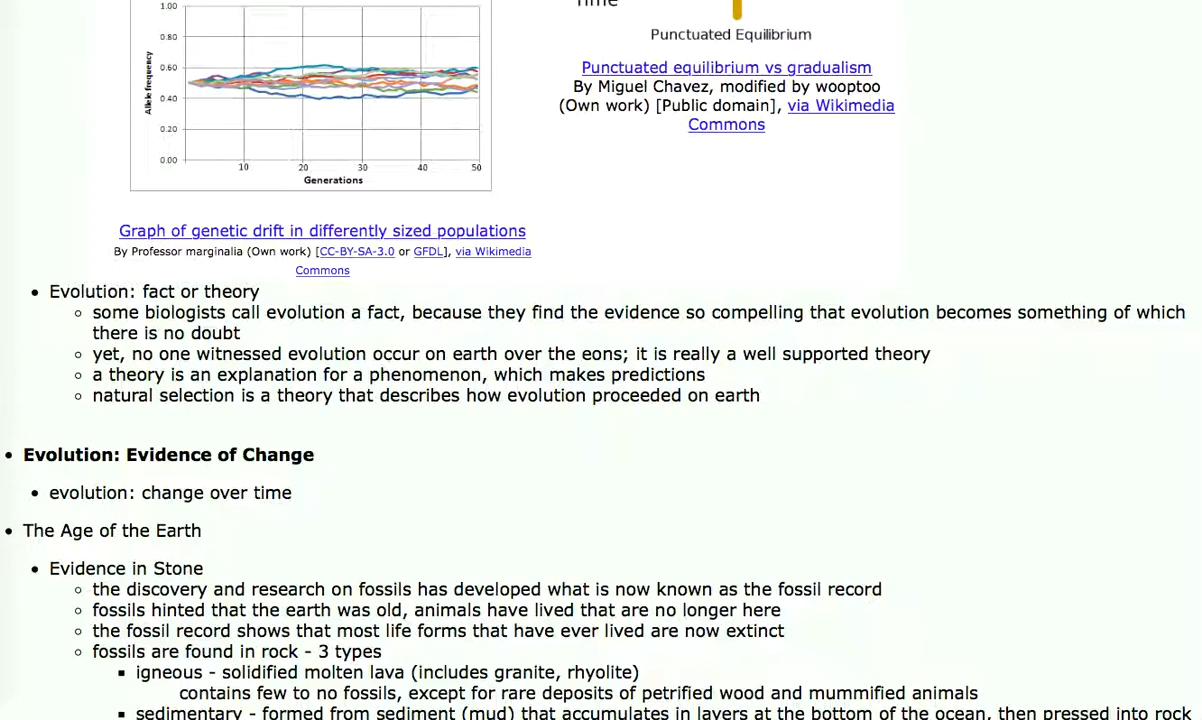 1.00
0.80
0.60
0.40
0.20
0.00
Allele frequency
10 20 30 40 50
Generations
Graph of genetic drift in differently sized populations
By Professor marginalia (Own work) [CC-BY-SA-3.0 or GFDL], via Wikimedia
Commons
Time
Punctuated Equilibrium
Punctuated equilibrium vs gradualism
By Miguel Chavez, modified by wooptoo
(Own work) [Public domain], via Wikimedia
Commons
• Evolution: fact or theory
◦ some biologists call evolution a fact, because they find the evidence so compelling that evolution becomes something of which
there is no doubt
◦ yet, no one witnessed evolution occur on earth over the eons; it is really a well supported theory
◦ a theory is an explanation for a phenomenon, which makes predictions
◦ natural selection is a theory that describes how evolution proceeded on earth
• Evolution: Evidence of Change
• evolution: change over time
• The Age of the Earth
• Evidence in Stone
◦ the discovery and research on fossils has developed what is now known as the fossil record
◦ fossils hinted that the earth was old, animals have lived that are no longer here
◦ the fossil record shows that most life forms that have ever lived are now extinct
◦ fossils are found in rock - 3 types
▪ igneous - solidified molten lava (includes granite, rhyolite)
contains few to no fossils, except for rare deposits of petrified wood and mummified animals
▪ sedimentary - formed from sediment (mud) that accumulates in layers at the bottom of the ocean, then pressed into rock